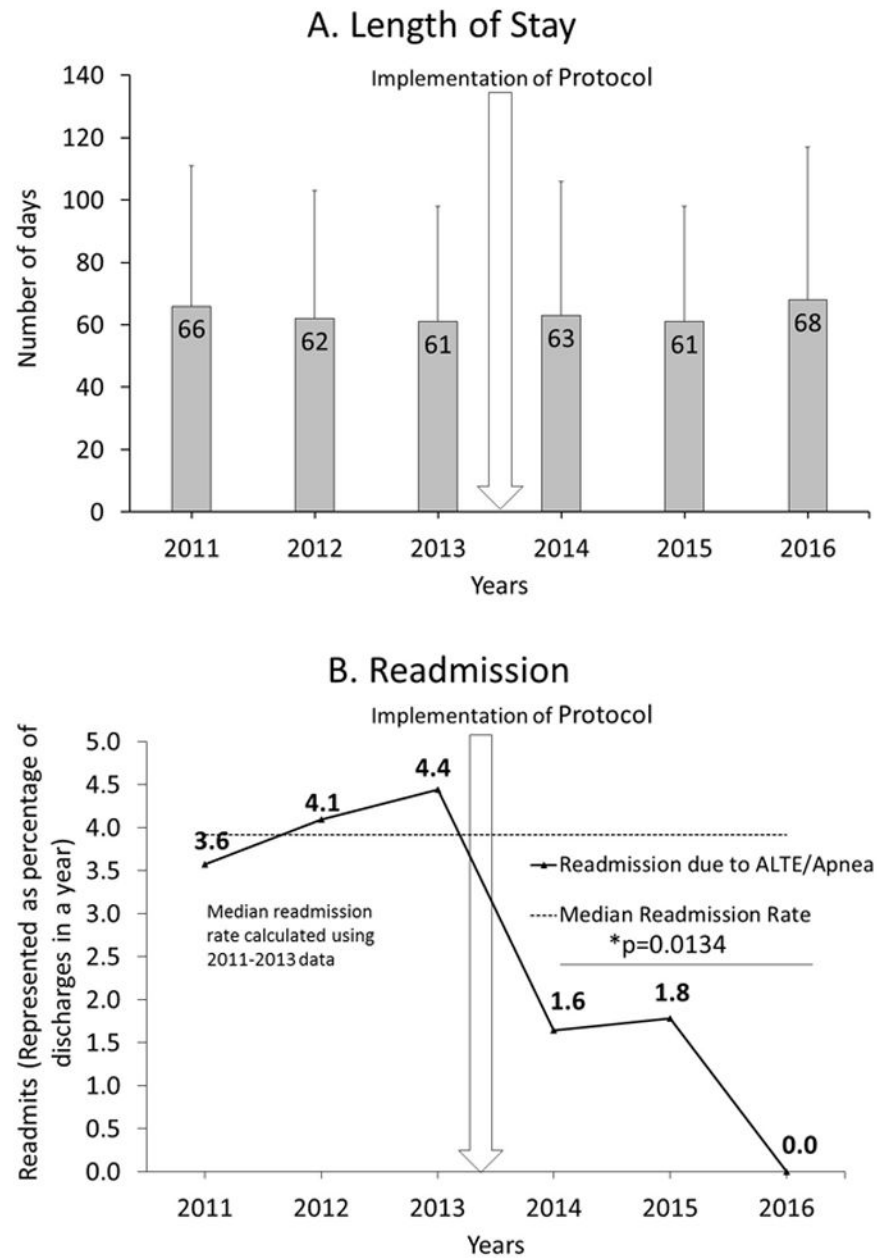 A. Length of Stay
Implementation of Protocol
Number of days
140
120
100
80
60
40
20
0
66
62
61
63
61
68
2011
2012
2013
2014
2015
2016
Years
B. Readmission
Implementation of Protocol
Readmits (Represented as percentage of
discharges in a year)
5.0
4.5
4.0
3.5
3.0
2.5
2.0
1.5
1.0
0.5
0.0
3.6
4.1
4.4
1.6
1.8
0.0
Readmission due to ALTE/Apnea
Median Readmission Rate
*p=0.0134
Median readmission
rate calculated using
2011-2013 data
2011
2012
2013
2014
2015
2016
Years